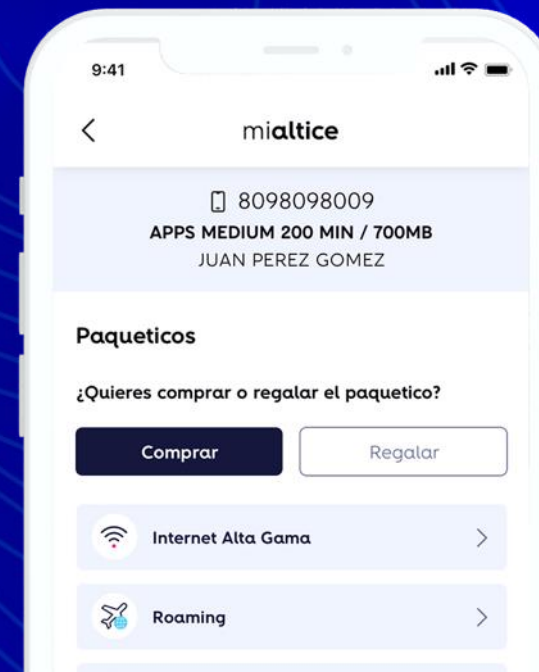 9:41
mialtice
8098098009
APPS MEDIUM 200 MIN / 700MB
JUAN PEREZ GOMEZ
Paqueticos
¿Quieres comprar o regalar el paquetico?
Comprar
Regalar
Internet Alta Gama
Roaming